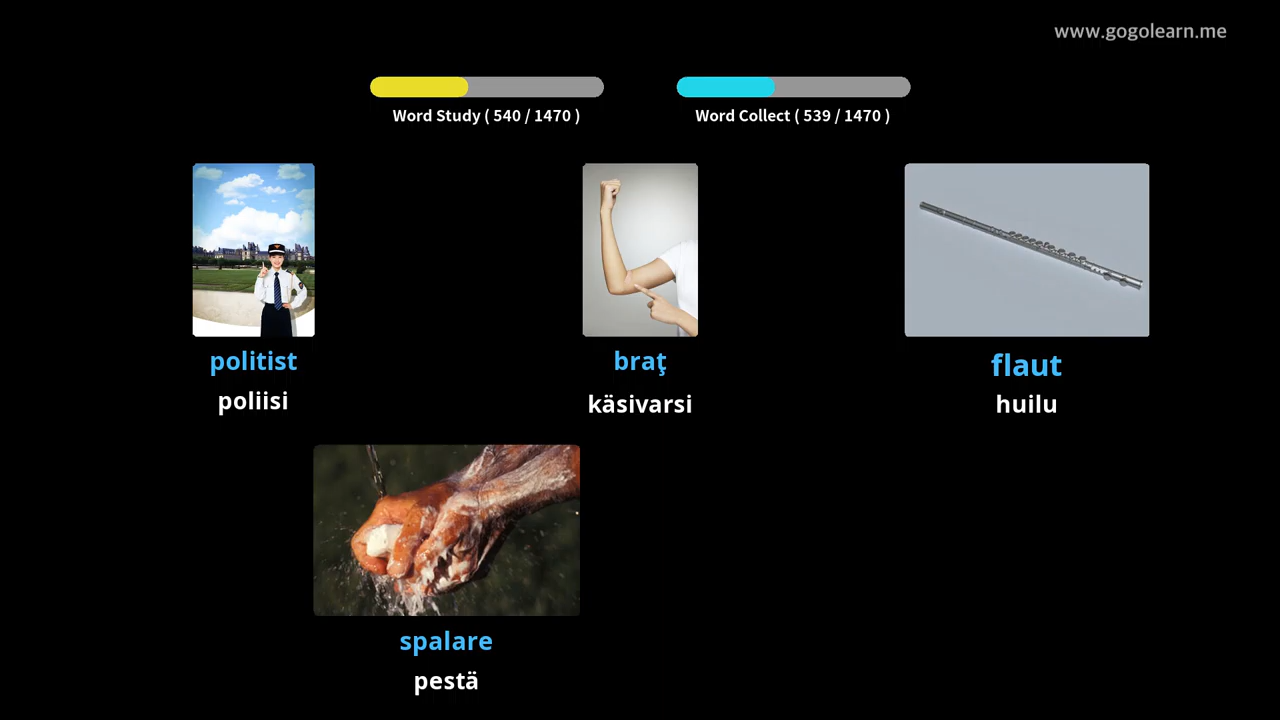 www.gogolearn.me
Word Study ( 540 / 1470 )
Word Collect ( 539 / 1470 )
politist
poliisi
braţ
käsivarsi
flaut
huilu
spalare
pestä